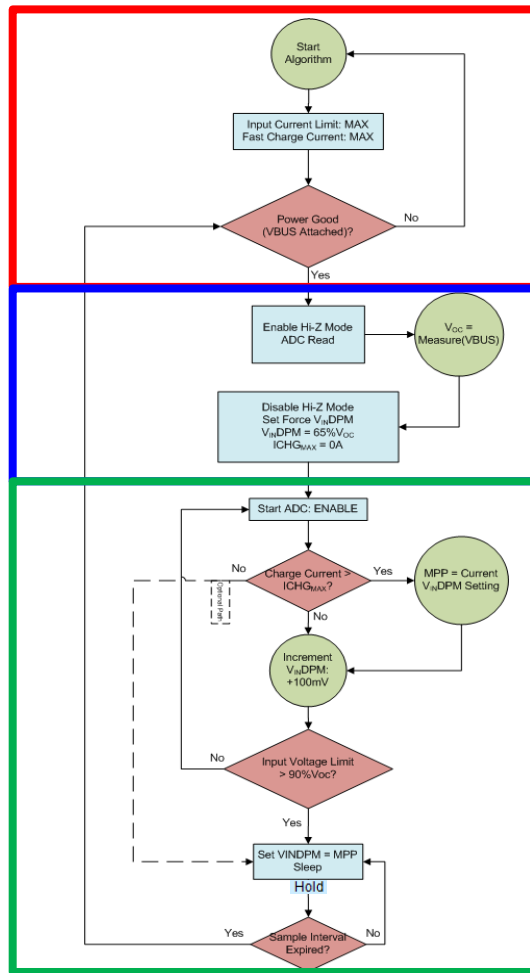 Start
Algorithm
Input Current Limit: MAX
Fast Charge Current: MAX
Power Good
(VBUS Attached)?
No
Yes
Enable Hi-Z Mode
ADC Read
VOC =
Measure(VBUS)
Disable Hi-Z Mode
Set Force VINDPM
VINDPM = 65%VOC
ICHGMAX = 0A
Start ADC: ENABLE
No
Charge Current >
ICHGMAX?
Yes
MPP = Current
VINDPM Setting
Optional Path
No
Increment
VINDPM:
+100mV
No
Input Voltage Limit
> 90%Voc?
Yes
Set VINDPM = MPP
Sleep
Hold
Yes
Sample Interval
Expired?
No